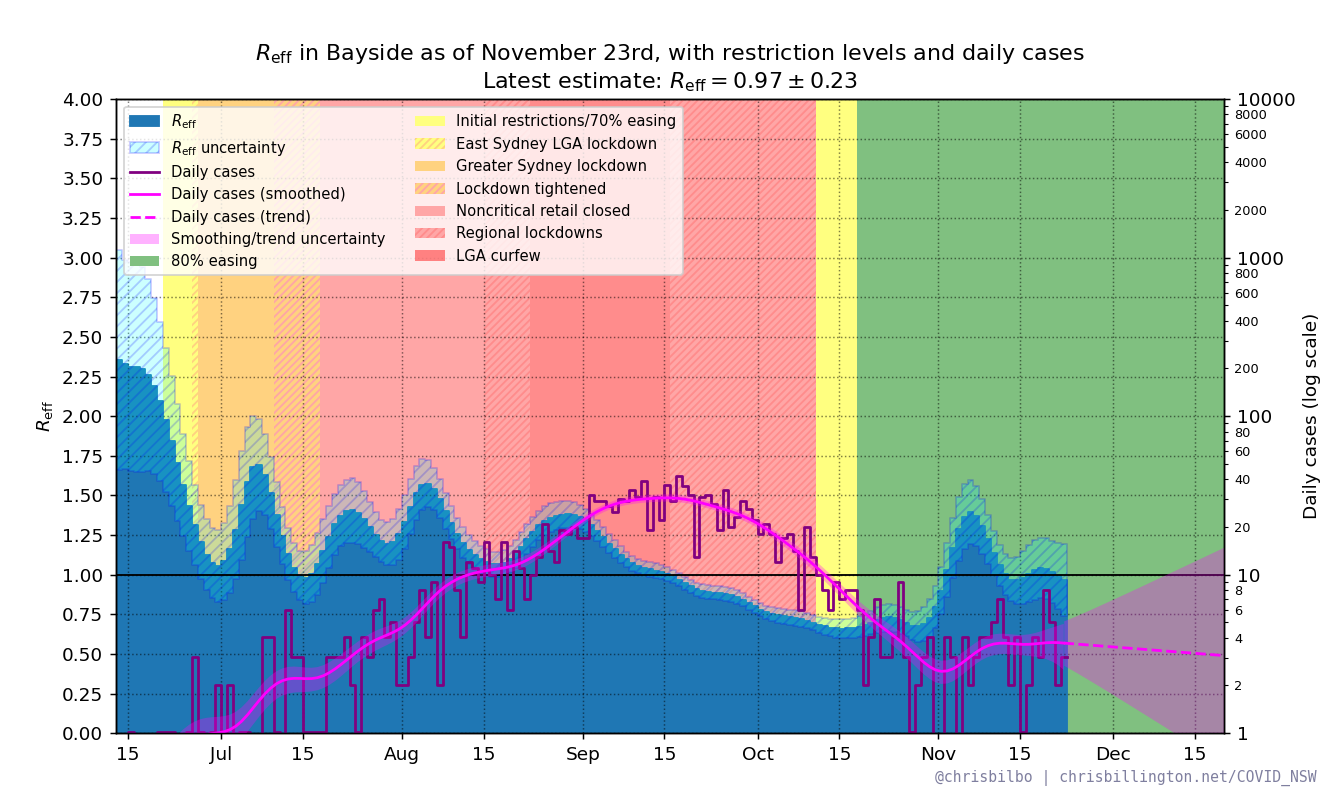 Reff in Bayside as of November 23rd, with restriction levels and daily cases
Latest estimate: Reff = 0.97 ± 0.23
Reff
Reff uncertainty
Daily cases
Daily cases (smoothed)
Daily cases (trend)
Smoothing/trend uncertainty
80% easing
Initial restrictions/70% easing
East Sydney LGA lockdown
Greater Sydney lockdown
Lockdown tightened
Noncritical retail closed
Regional lockdowns
LGA curfew
Reff
4.00
3.75
3.50
3.25
3.00
2.75
2.50
2.25
2.00
1.75
1.50
1.25
1.00
0.75
0.50
0.25
0.00
10000
8000
6000
4000
2000
1000
800
600
400
200
100
80
60
40
20
10
8
6
4
2
1
Daily cases (log scale)
15 Jul 15 Aug 15 Sep 15 Oct 15 Nov 15 Dec 15
@chrisbilbo | chrisbillington.net/COVID_NSW